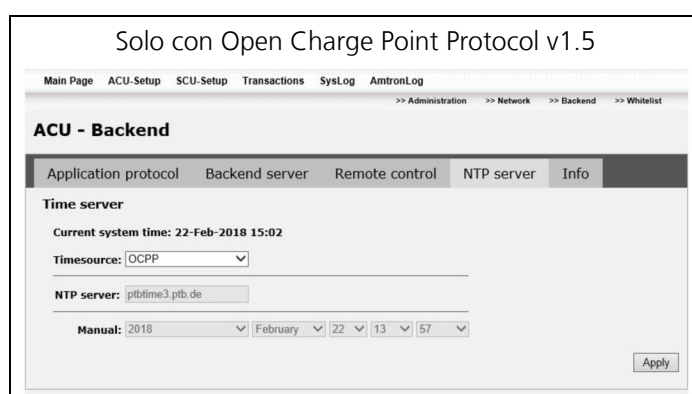 Solo con Open Charge Point Protocol v1.5
Main Page ACU-Setup SCU-Setup Transactions SysLog AmtronLog
>> Administration >> Network >> Backend >> Whitelist
ACU - Backend
Application protocol Backend server Remote control NTP server Info
Time server
Current system time: 22-Feb-2018 15:02
Timesource: OCPP
NTP server: ptbtime3.ptb.de
Manual: 2018 February 22 13 57
Apply